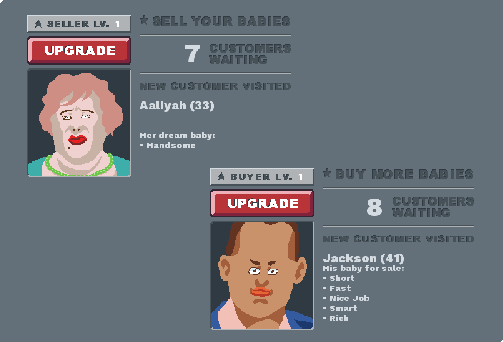 SELLER LV. 1
★ SELL YOUR BABIES
UPGRADE
7 CUSTOMERS
WAITING
NEW CUSTOMER VISITED
Aaliyah (33)
Her dream baby:
• Handsome
BUYER LV. 1
★ BUY MORE BABIES
UPGRADE
8 CUSTOMERS
WAITING
NEW CUSTOMER VISITED
Jackson (41)
His baby for sale:
• Short
• Fast
• Nice Job
• Smart
• Rich